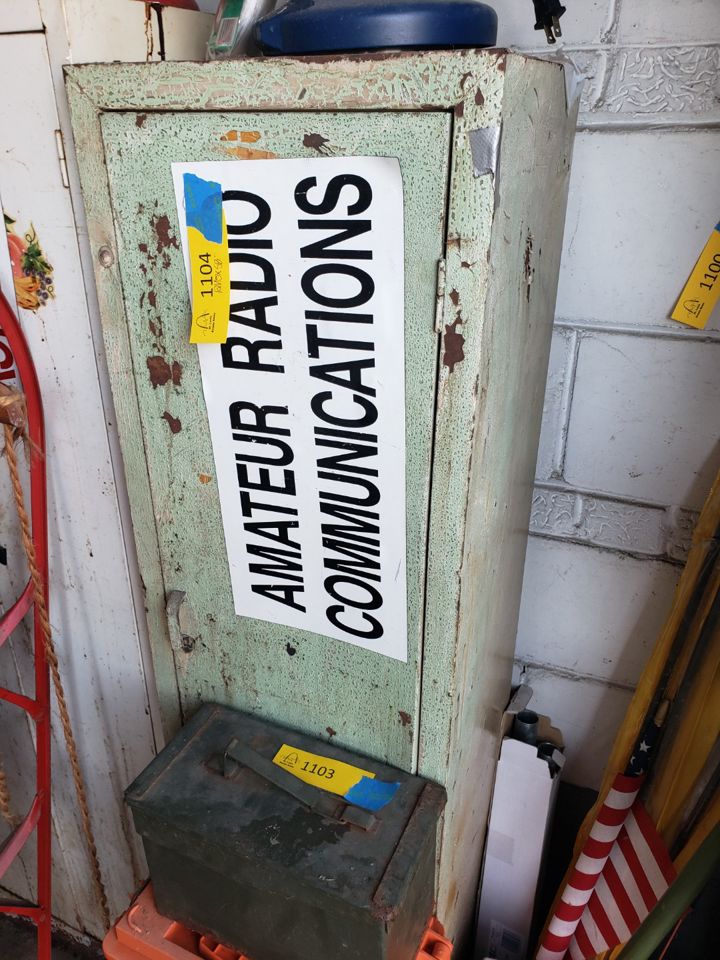 AMATEUR RADIO
COMMUNICATIONS
1104
1103
1100